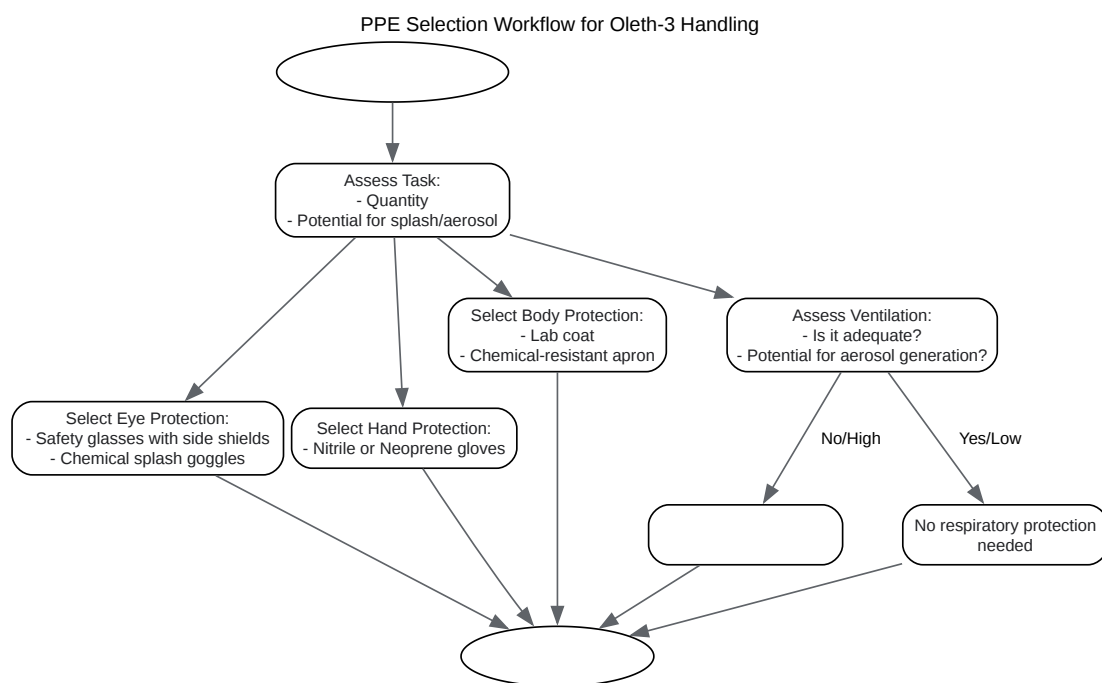 PPE Selection Workflow for Oleth-3 Handling
Assess Task:
- Quantity
- Potential for splash/aerosol
Select Body Protection:
- Lab coat
- Chemical-resistant apron
Assess Ventilation:
- Is it adequate?
- Potential for aerosol generation?
Select Eye Protection:
- Safety glasses with side shields
- Chemical splash goggles
Select Hand Protection:
- Nitrile or Neoprene gloves
No/High
Yes/Low
No respiratory protection
needed